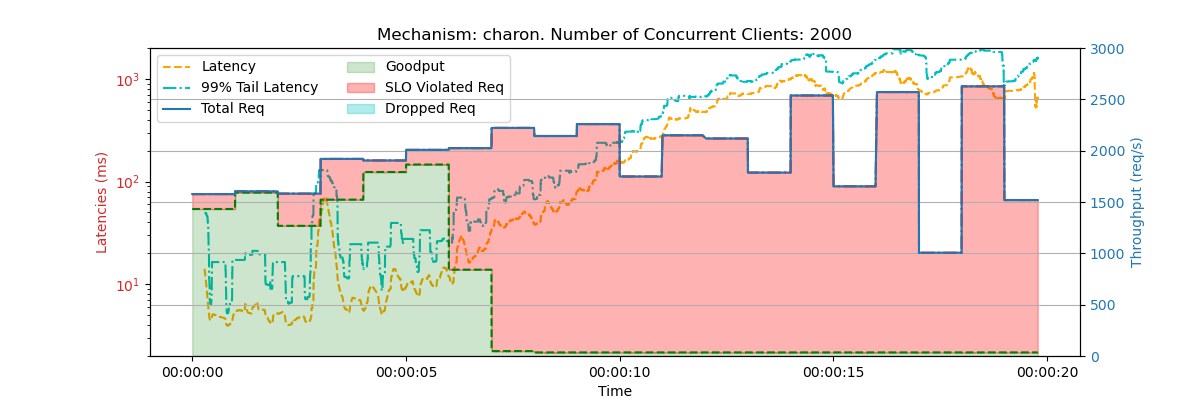 Mechanism: charon. Number of Concurrent Clients: 2000
Latency
99% Tail Latency
Total Req
Goodput
SLO Violated Req
Dropped Req
10³
10²
10¹
Latencies (ms)
3000
2500
2000
1500
1000
500
0
Throughput (req/s)
00:00:00 00:00:05 00:00:10 00:00:15 00:00:20
Time